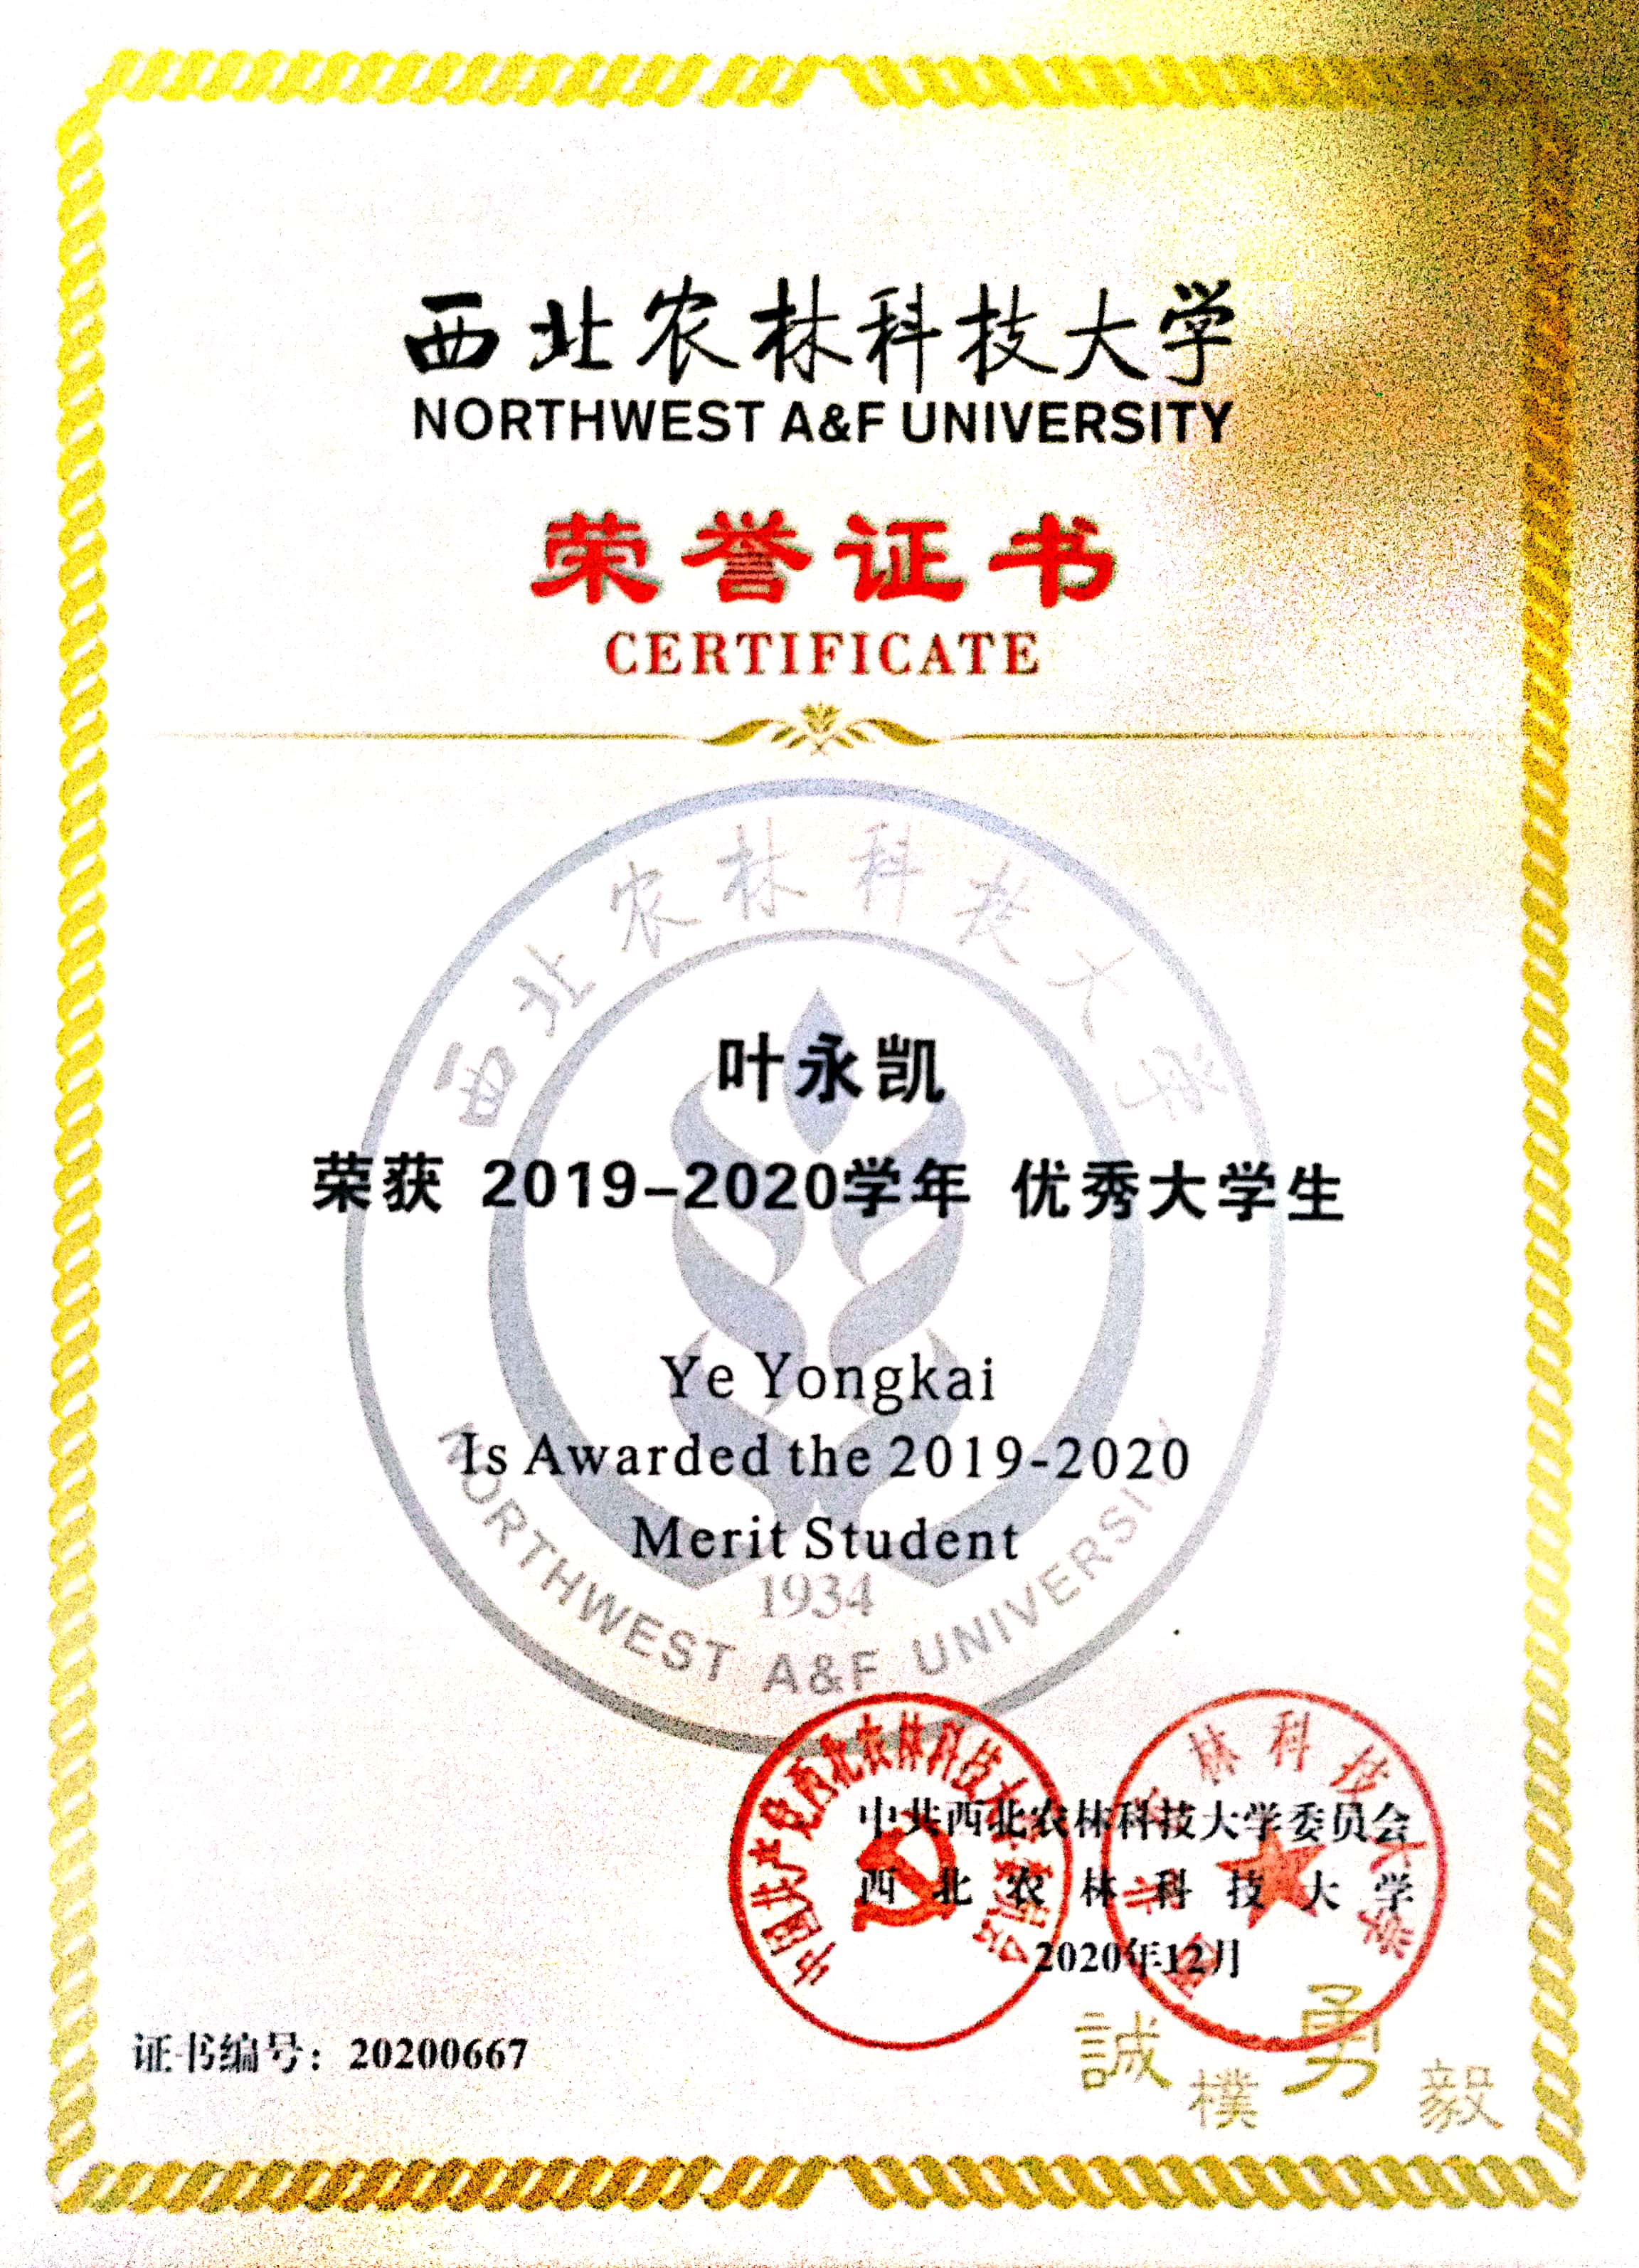 西北农林科技大学
NORTHWEST A&F UNIVERSITY
荣誉证书
CERTIFICATE
西北农林科技大学
叶永凯
荣获 2019-2020学年 优秀大学生
Ye Yongkai
Is Awarded the 2019-2020
Merit Student
1934
NORTHWEST A&F UNIVERSITY
中国共产党西北农林科技大学委员会
西北农林科技大学
中共西北农林科技大学委员会
西北农林科技大学
2020年12月
证书编号：20200667
誠樸勇毅